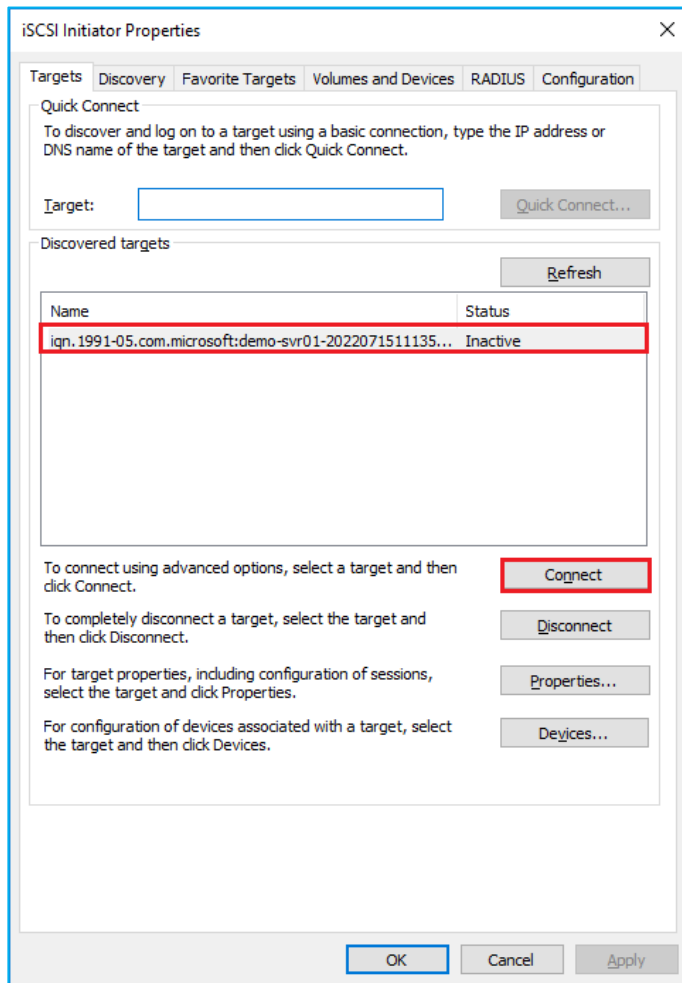 iSCSI Initiator Properties
Targets Discovery Favorite Targets Volumes and Devices RADIUS Configuration
Quick Connect
To discover and log on to a target using a basic connection, type the IP address or
DNS name of the target and then click Quick Connect.
Target:
Quick Connect...
Discovered targets
Refresh
Name Status
iqn.1991-05.com.microsoft:demo-svr01-2022071511135... Inactive
To connect using advanced options, select a target and then
click Connect.
Connect
To completely disconnect a target, select the target and
then click Disconnect.
Disconnect
For target properties, including configuration of sessions,
select the target and click Properties.
Properties...
For configuration of devices associated with a target, select
the target and then click Devices.
Devices...
OK Cancel Apply